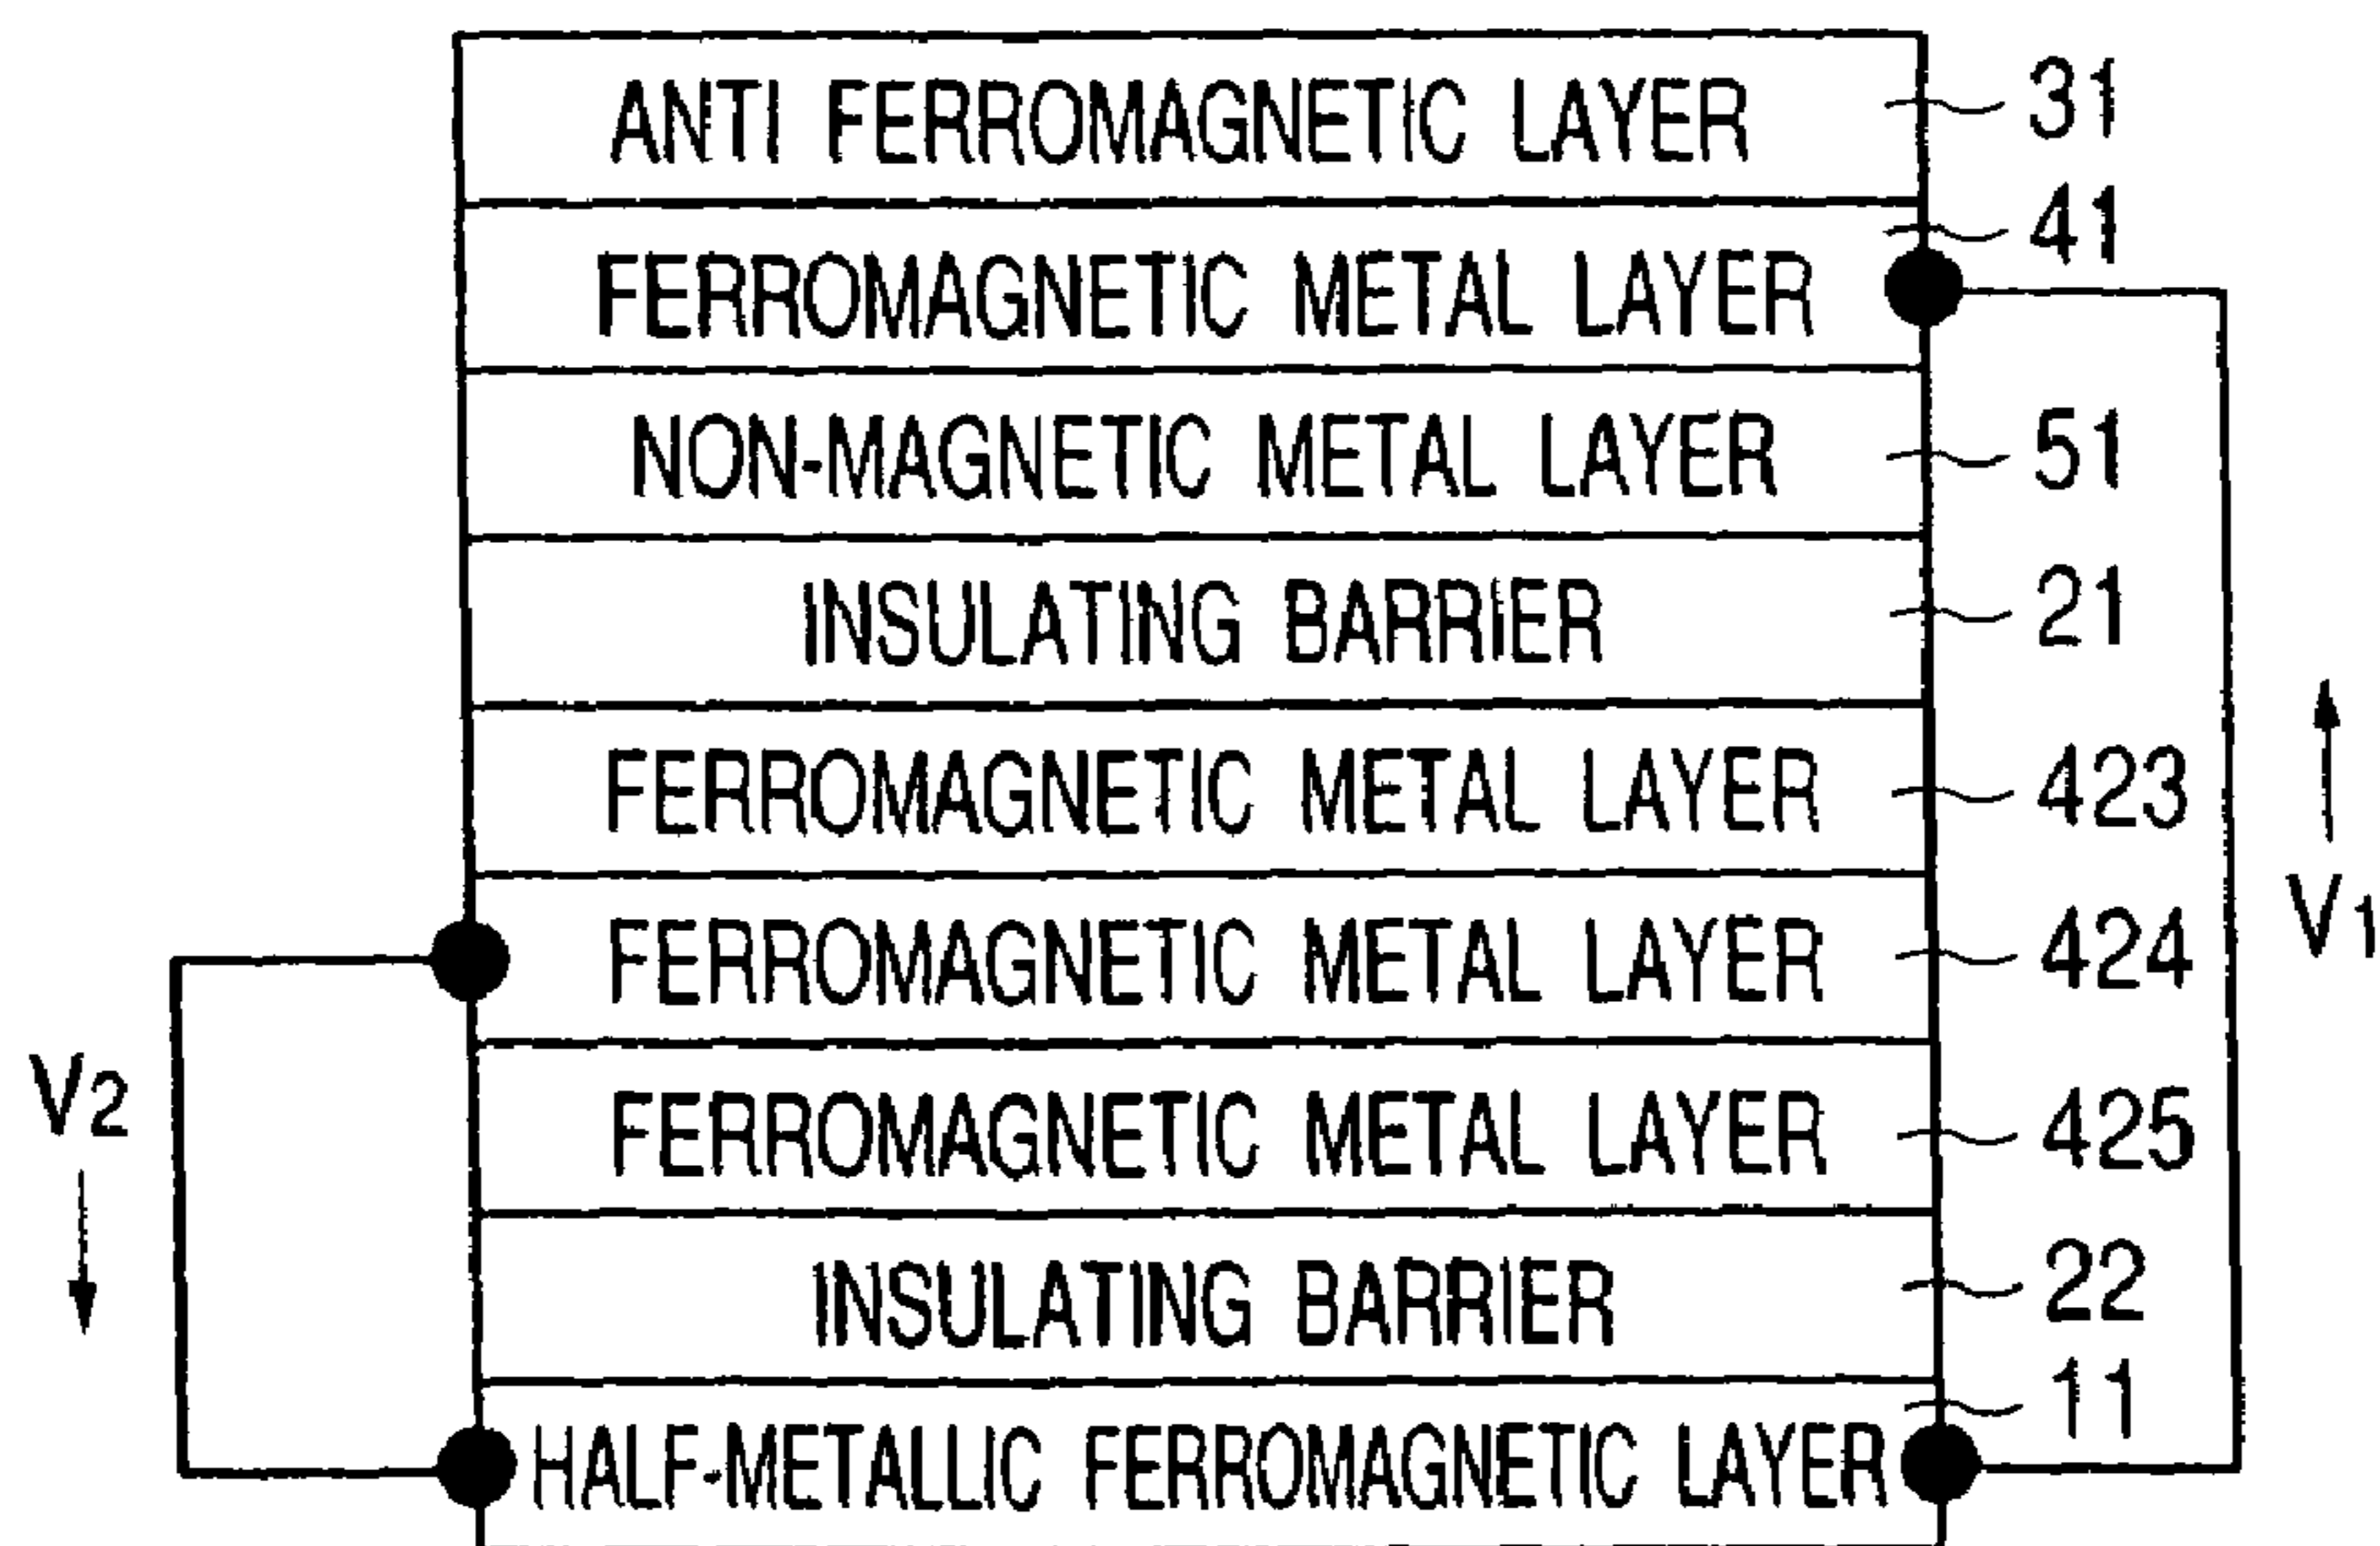 ANTI FERROMAGNETIC LAYER 31
41
FERROMAGNETIC METAL LAYER
NON-MAGNETIC METAL LAYER 51
INSULATING BARRIER 21
FERROMAGNETIC METAL LAYER 423
FERROMAGNETIC METAL LAYER 424
V1
V2
FERROMAGNETIC METAL LAYER 425
INSULATING BARRIER 22
11
HALF-METALLIC FERROMAGNETIC LAYER